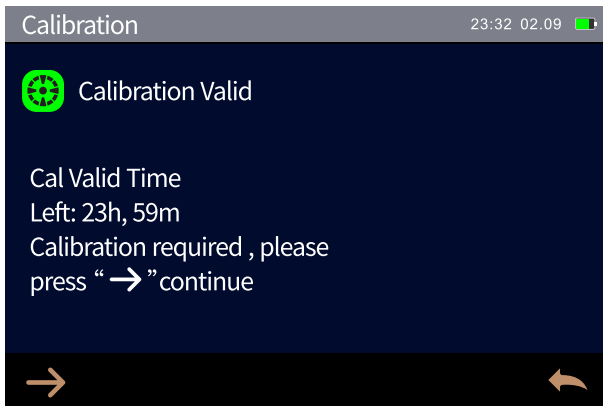 Calibration
23:32 02.09
Calibration Valid
Cal Valid Time
Left: 23h, 59m
Calibration required , please
press “ → ”continue